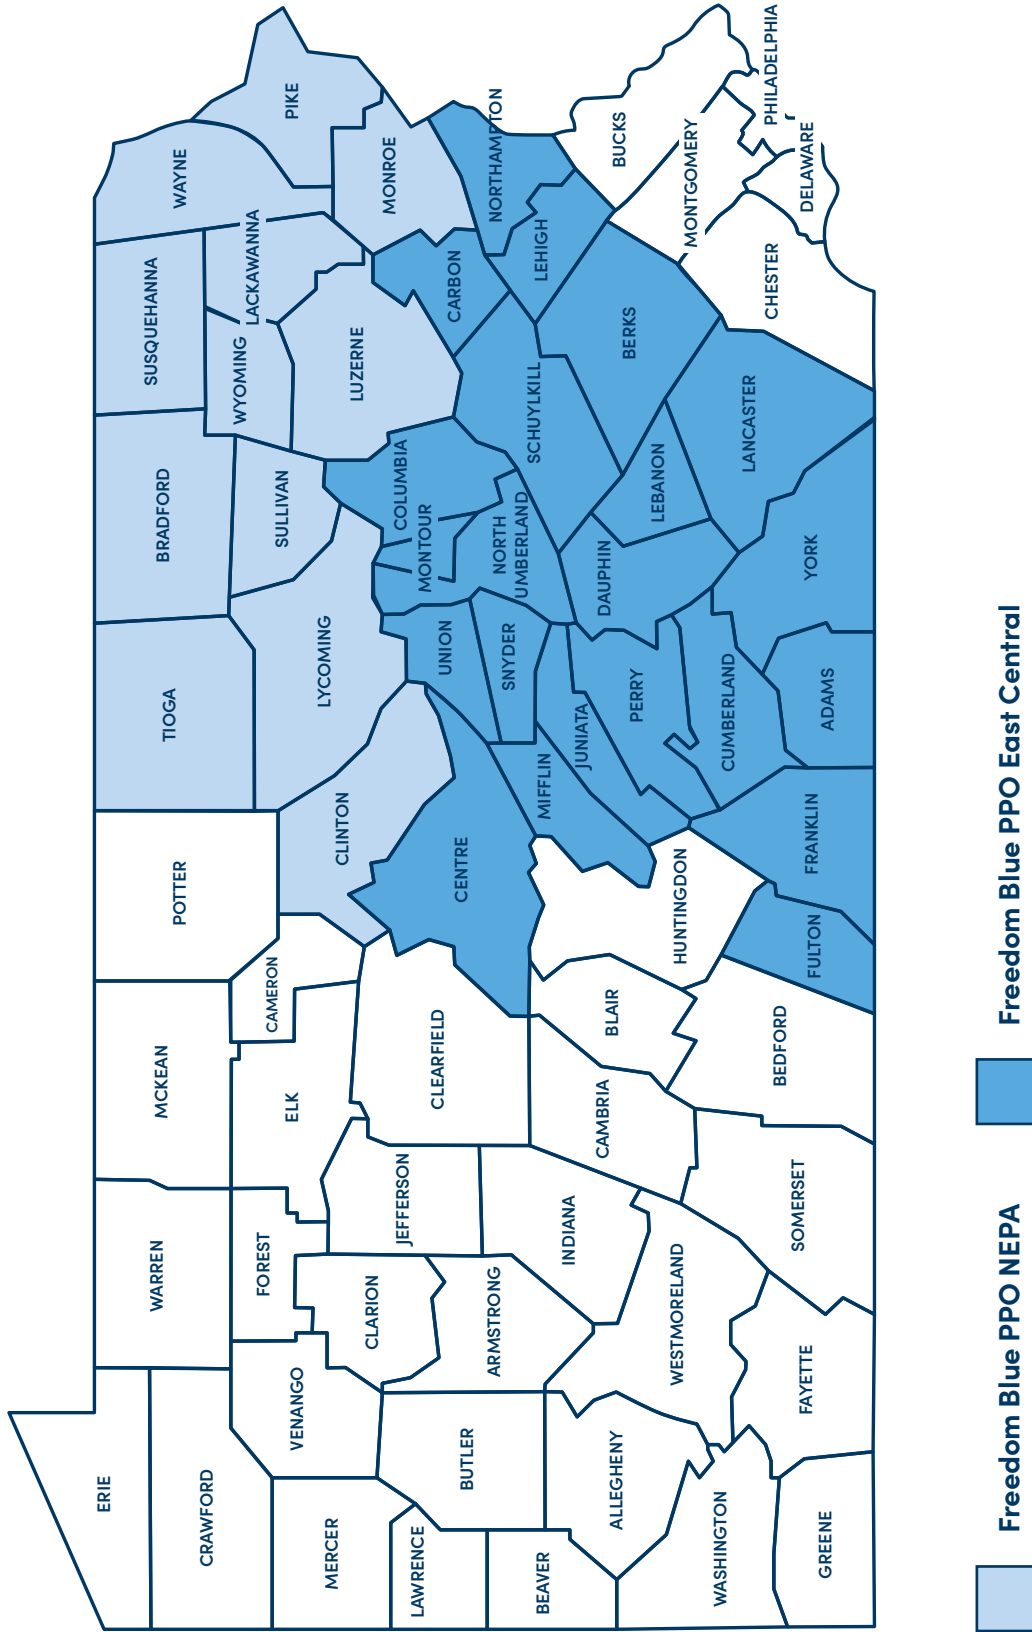 ERIE
CRAWFORD
WARREN
MCKEAN
POTTER
TIOGA
BRADFORD
SUSQUEHANNA
WAYNE
MERCER
VENANGO
FOREST
ELK
CAMERON
CLINTON
LYCOMING
SULLIVAN
WYOMING
LACKAWANNA
PIKE
LAWRENCE
BUTLER
CLARION
JEFFERSON
CLEARFIELD
CENTRE
UNION
MONTOUR
COLUMBIA
LUZERNE
MONROE
CARBON
BEAVER
ARMSTRONG
INDIANA
CAMBRIA
BLAIR
MIFFLIN
JUNIATA
SNYDER
NORTH
UMBERLAND
SCHUYLKILL
LEHIGH
NORTHAMPTON
ALLEGHENY
WESTMORELAND
HUNTINGDON
PERRY
DAUPHIN
LEBANON
BERKS
BUCKS
MONTGOMERY
WASHINGTON
GREENE
FAYETTE
SOMERSET
BEDFORD
FULTON
FRANKLIN
CUMBERLAND
ADAMS
YORK
LANCASTER
CHESTER
DELAWARE
PHILADELPHIA
Freedom Blue PPO NEPA
Freedom Blue PPO East Central